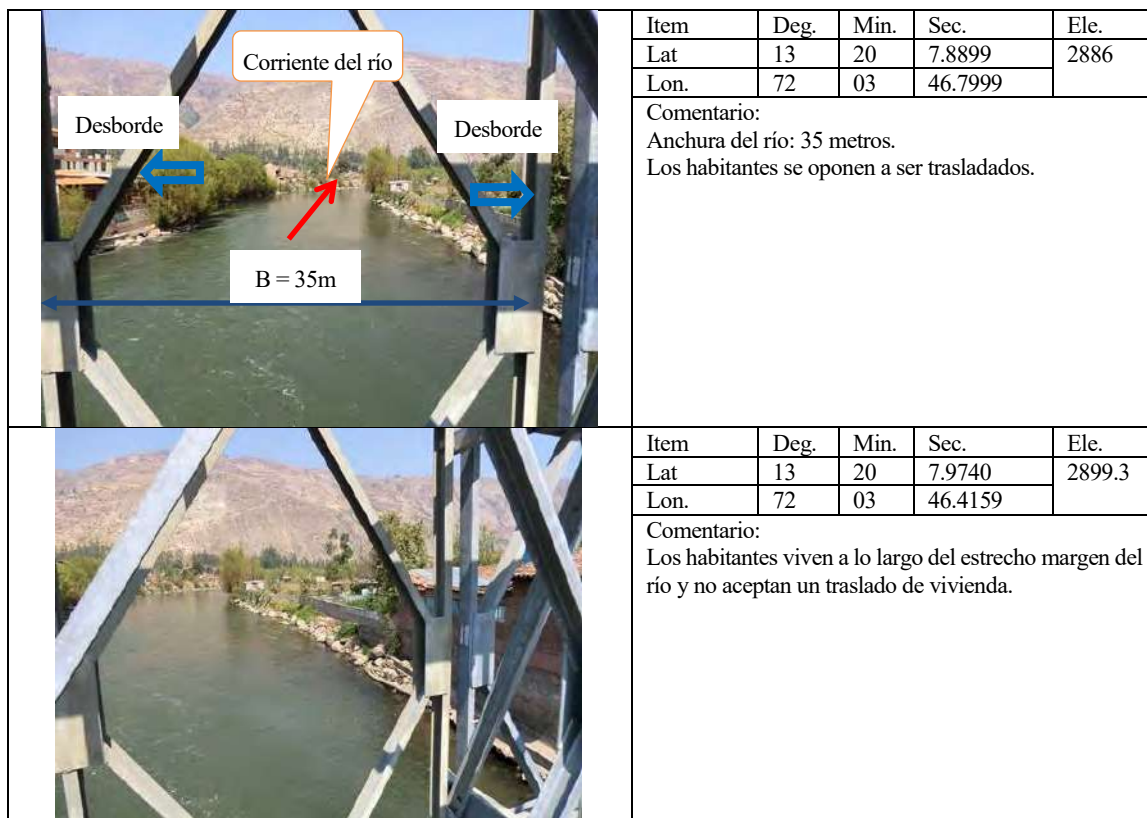 Corriente del río
Desborde
Desborde
B = 35m
Item Deg. Min. Sec. Ele.
Lat 13 20 7.8899 2886
Lon. 72 03 46.7999
Comentario:
Anchura del río: 35 metros.
Los habitantes se oponen a ser trasladados.
Item Deg. Min. Sec. Ele.
Lat 13 20 7.9740 2899.3
Lon. 72 03 46.4159
Comentario:
Los habitantes viven a lo largo del estrecho margen del
río y no aceptan un traslado de vivienda.